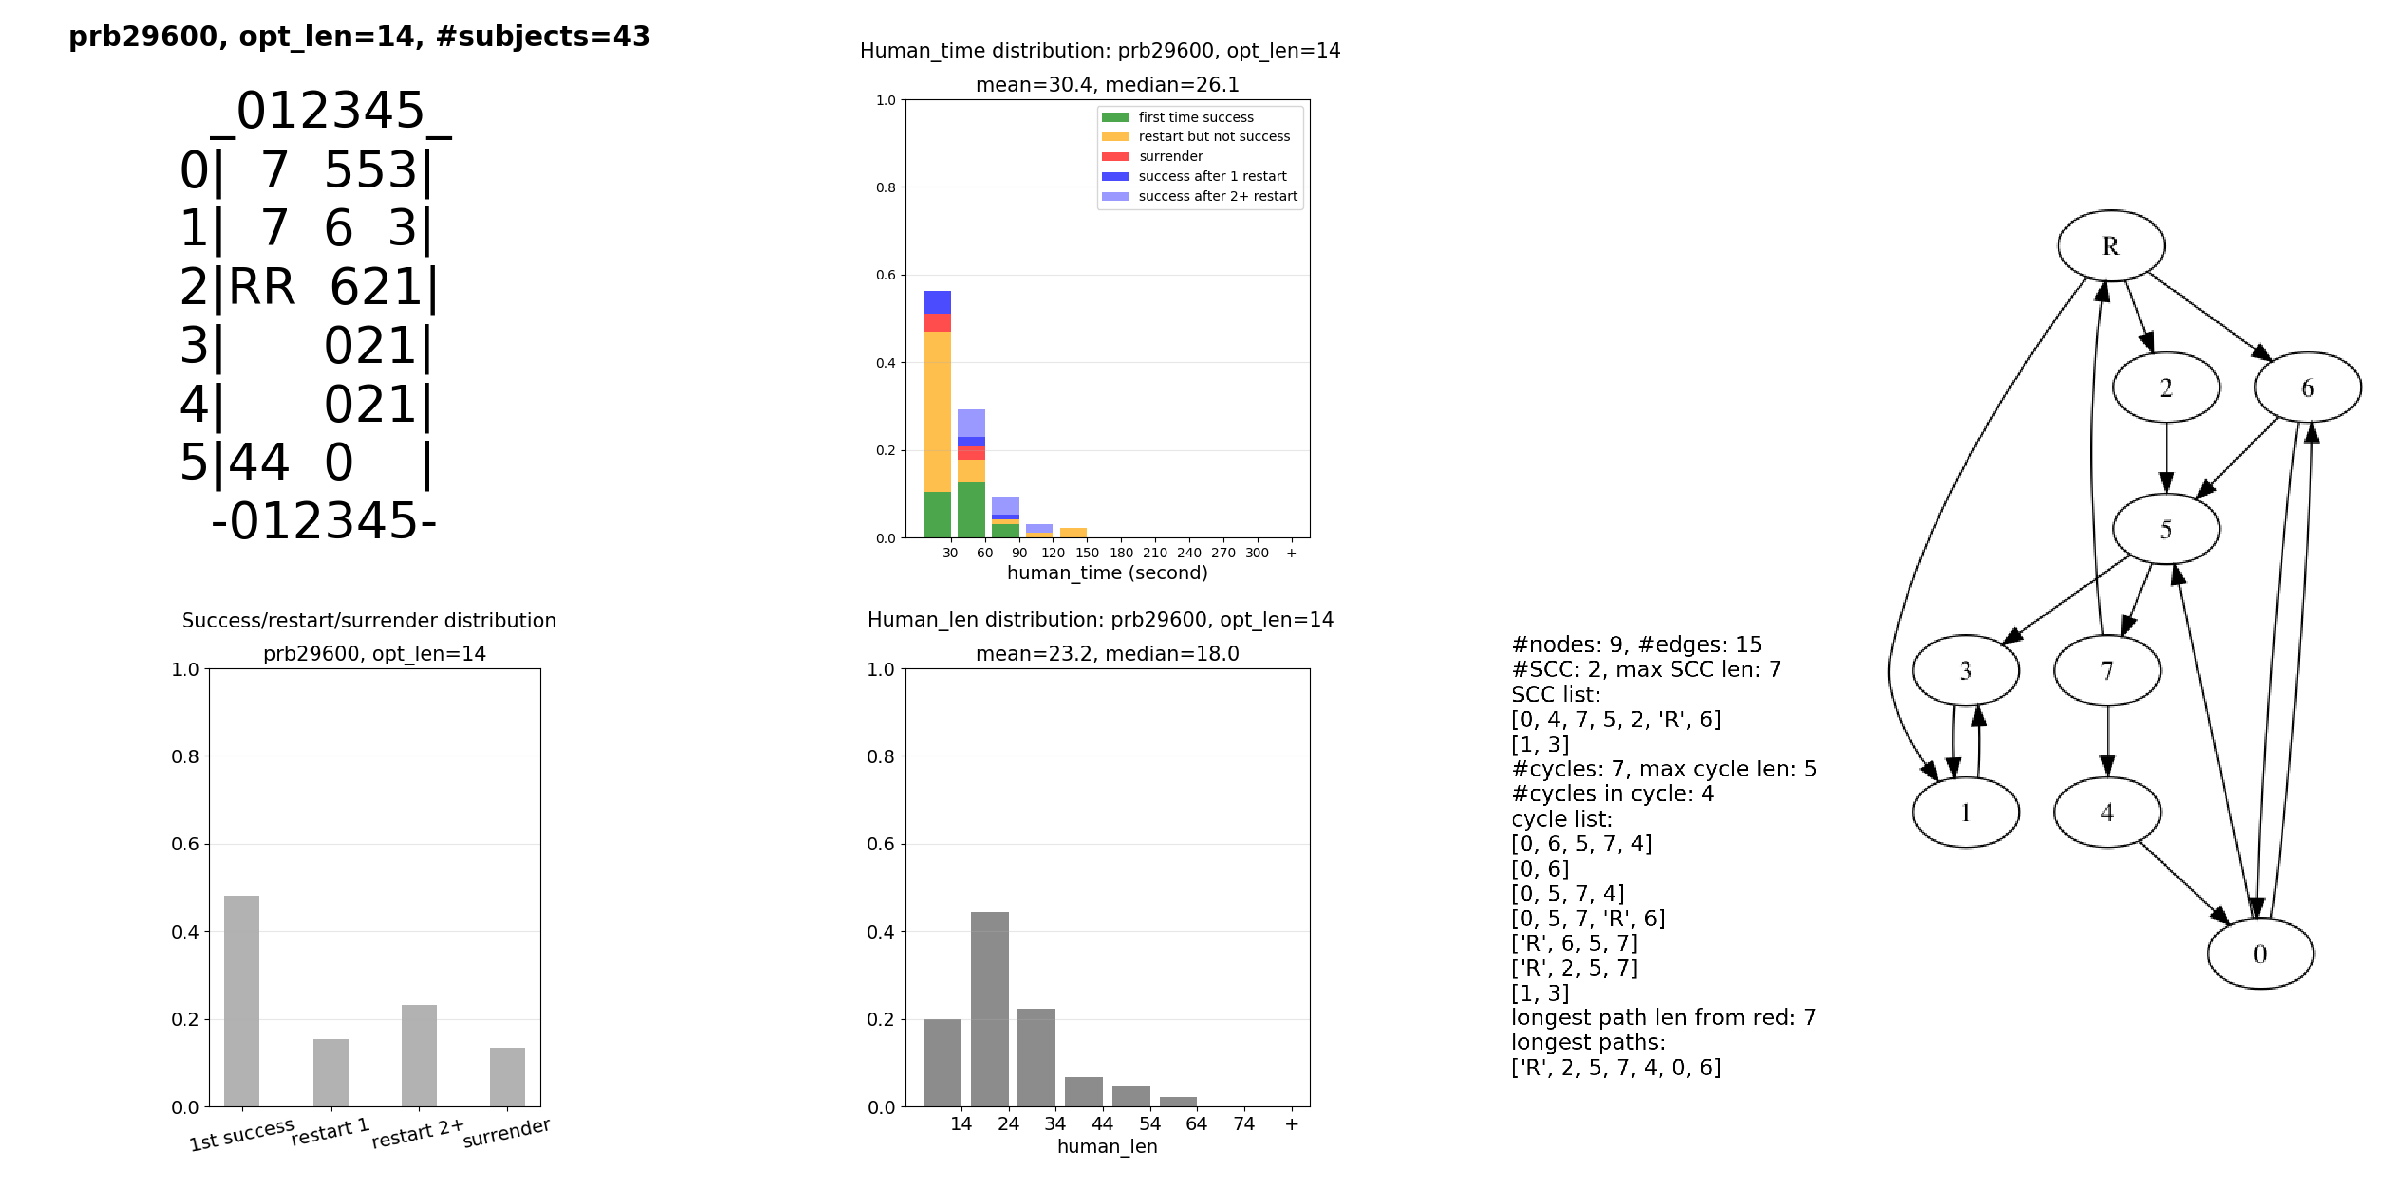 prb29600, opt_len=14, #subjects=43
_012345_
0| 7 553|
1| 7 6 3|
2|RR 621|
3| 021|
4| 021|
5|44 0 |
-012345-
Human_time distribution: prb29600, opt_len=14
mean=30.4, median=26.1
1.0
0.8
0.6
0.4
0.2
0.0
first time success
restart but not success
surrender
success after 1 restart
success after 2+ restart
30 60 90 120 150 180 210 240 270 300 +
human_time (second)
Success/restart/surrender distribution
prb29600, opt_len=14
1.0
0.8
0.6
0.4
0.2
0.0
1st success restart 1 restart 2+ surrender
Human_len distribution: prb29600, opt_len=14
mean=23.2, median=18.0
1.0
0.8
0.6
0.4
0.2
0.0
14 24 34 44 54 64 74 +
human_len
#nodes: 9, #edges: 15
#SCC: 2, max SCC len: 7
SCC list:
[0, 4, 7, 5, 2, 'R', 6]
[1, 3]
#cycles: 7, max cycle len: 5
#cycles in cycle: 4
cycle list:
[0, 6, 5, 7, 4]
[0, 6]
[0, 5, 7, 4]
[0, 5, 7, 'R', 6]
['R', 6, 5, 7]
['R', 2, 5, 7]
[1, 3]
longest path len from red: 7
longest paths:
['R', 2, 5, 7, 4, 0, 6]
R
2 6
5
3 7
1 4
0